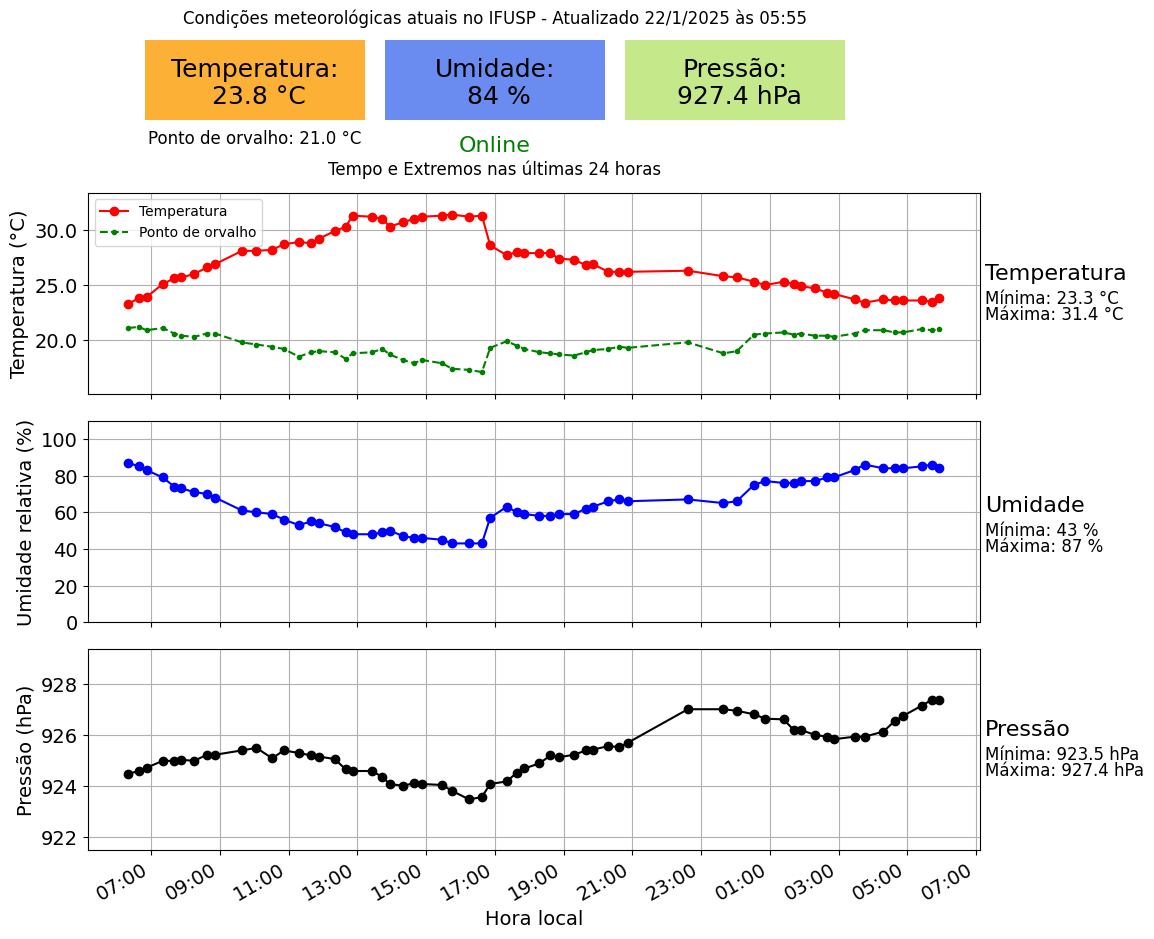 Condições meteorológicas atuais no IFUSP - Atualizado 22/1/2025 às 05:55
Temperatura:
23.8 °C
Umidade:
84 %
Pressão:
927.4 hPa
Ponto de orvalho: 21.0 °C
Online
Tempo e Extremos nas últimas 24 horas
Temperatura (°C)
30.0
25.0
20.0
Temperatura
Ponto de orvalho
Temperatura
Mínima: 23.3 °C
Máxima: 31.4 °C
Umidade relativa (%)
100
80
60
40
20
0
Umidade
Mínima: 43 %
Máxima: 87 %
Pressão (hPa)
928
926
924
922
Pressão
Mínima: 923.5 hPa
Máxima: 927.4 hPa
07:00 09:00 11:00 13:00 15:00 17:00 19:00 21:00 23:00 01:00 03:00 05:00 07:00
Hora local